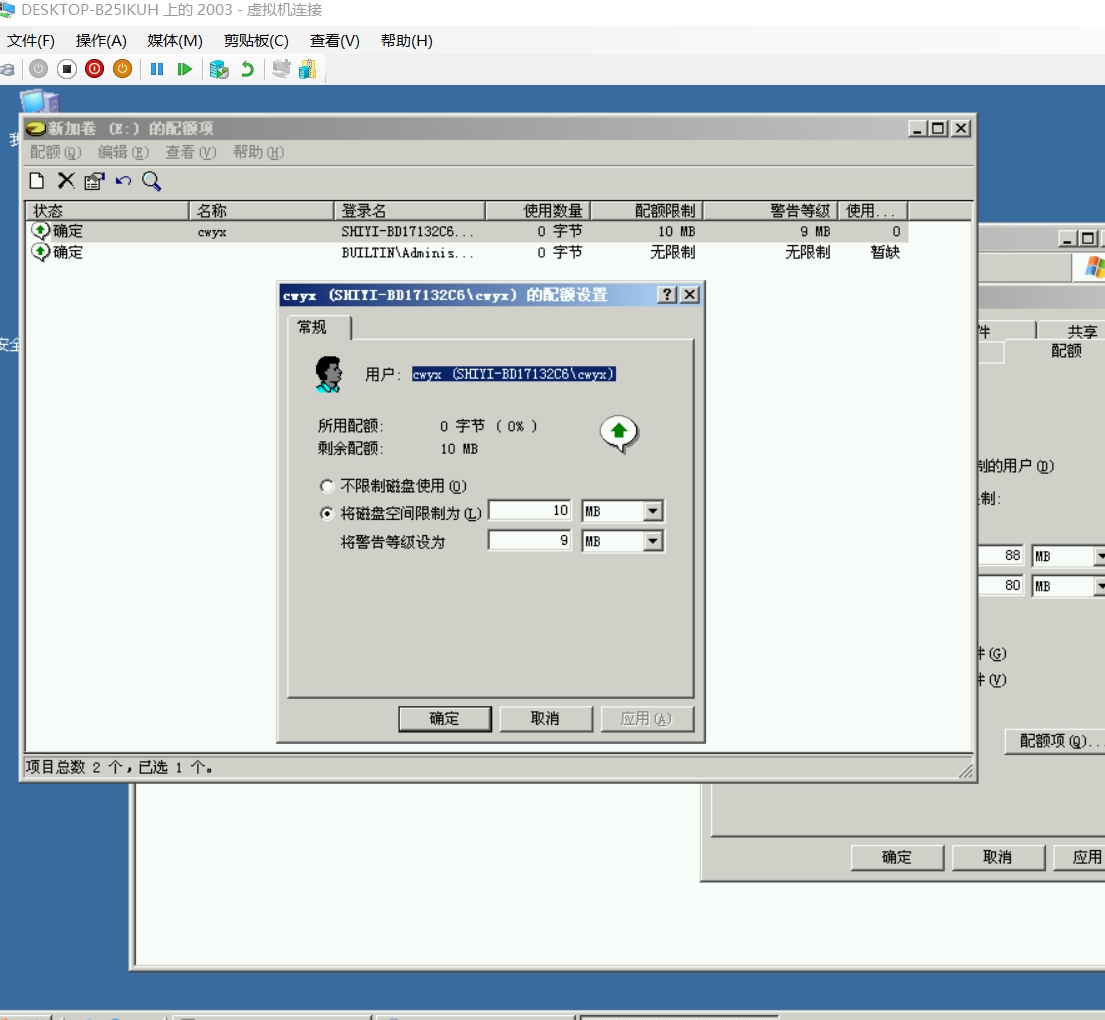 DESKTOP-B25IKUH 上的 2003 - 虚拟机连接
文件(F) 操作(A) 媒体(M) 剪贴板(C) 查看(V) 帮助(H)
新加卷 (E:) 的配额项
配额(Q) 编辑(E) 查看(V) 帮助(H)
状态 名称 登录名 使用数量 配额限制 警告等级 使用...
确定 cwyx SHIYI-BD17132C6... 0 字节 10 MB 9 MB 0
确定 BUILTIN\Adminis... 0 字节 无限制 无限制 暂缺
cwyx (SHIYI-BD17132C6\cwyx) 的配额设置
常规
用户: cwyx (SHIYI-BD17132C6\cwyx)
所用配额: 0 字节 ( 0% )
剩余配额: 10 MB
不限制磁盘使用(O)
将磁盘空间限制为(L) 10 MB
将警告等级设为 9 MB
确定 取消 应用(A)
项目总数 2 个，已选 1 个。
安全
件 共享
配额
制的用户(D)
制:
88 MB
80 MB
件(G)
件(V)
配额项(Q)...
确定 取消 应用